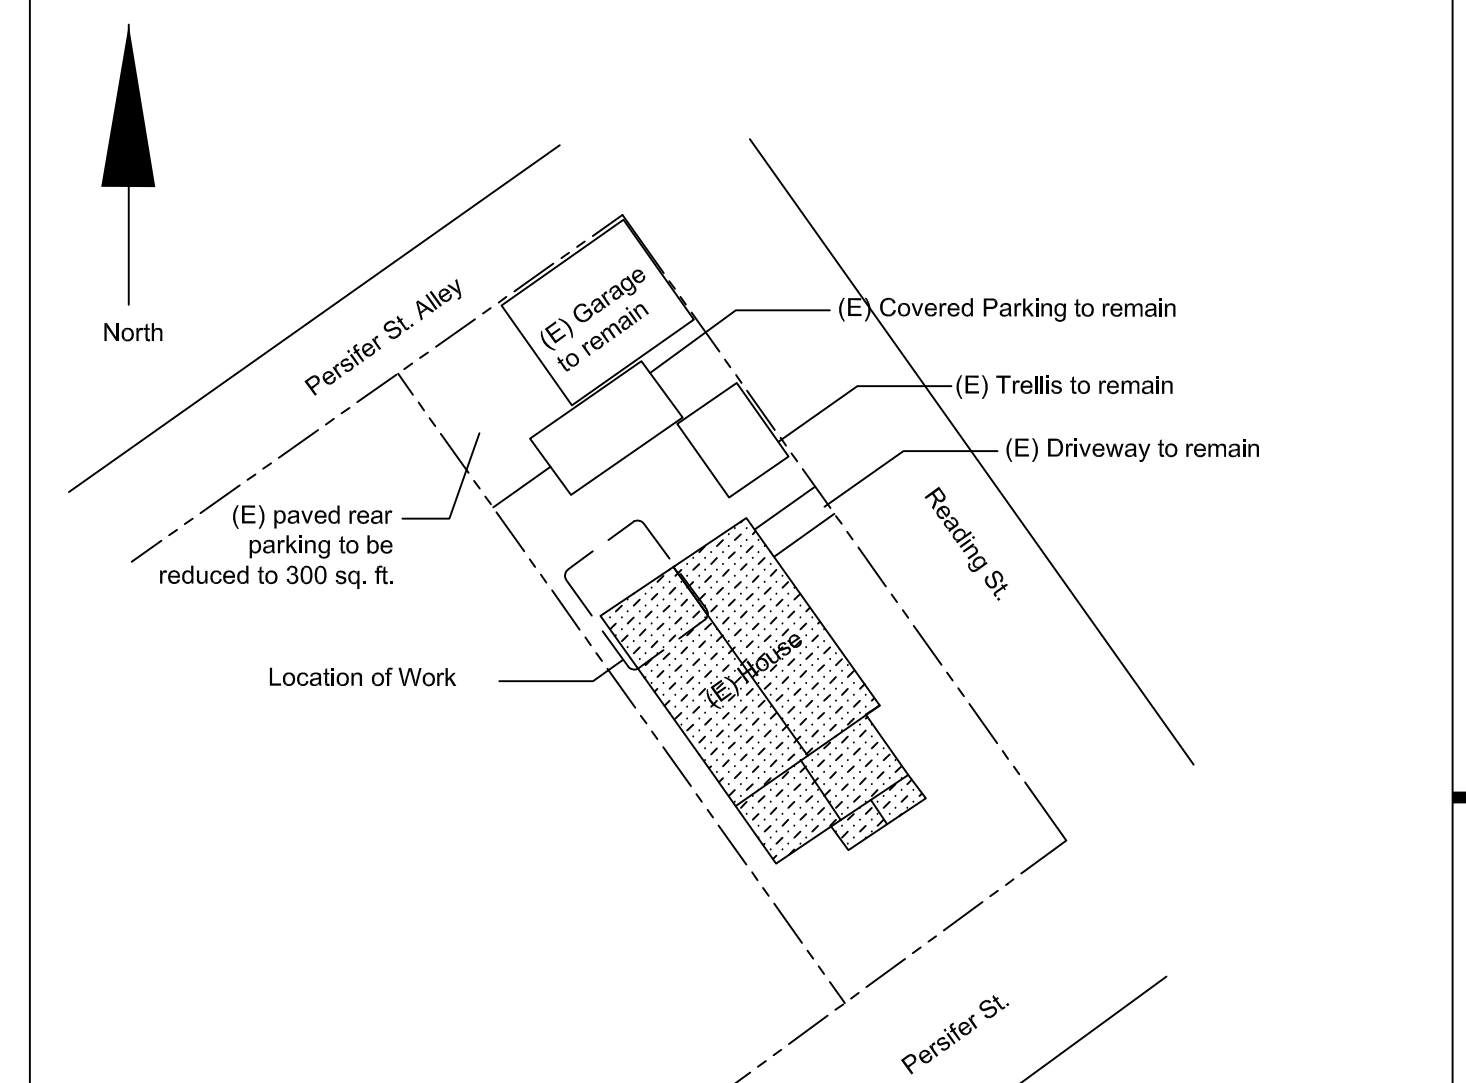 North
Persifer St. Alley
(E) Garage
to remain
(E) Covered Parking to remain
(E) Trellis to remain
(E) Driveway to remain
Reading St.
(E) paved rear
parking to be
reduced to 300 sq. ft.
Location of Work
(E) House
Persifer St.